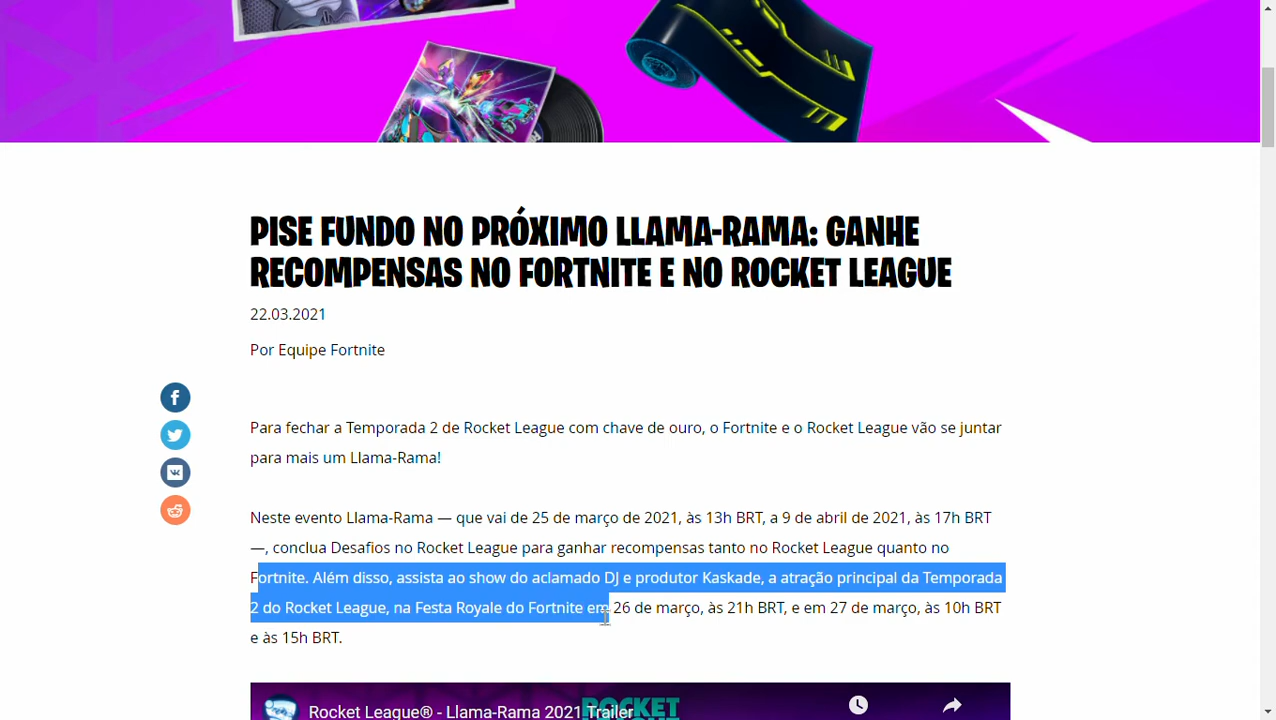 PISE FUNDO NO PRÓXIMO LLAMA-RAMA: GANHE
RECOMPENSAS NO FORTNITE E NO ROCKET LEAGUE
22.03.2021
Por Equipe Fortnite
Para fechar a Temporada 2 de Rocket League com chave de ouro, o Fortnite e o Rocket League vão se juntar
para mais um Llama-Rama!
Neste evento Llama-Rama — que vai de 25 de março de 2021, às 13h BRT, a 9 de abril de 2021, às 17h BRT
—, conclua Desafios no Rocket League para ganhar recompensas tanto no Rocket League quanto no
Fortnite. Além disso, assista ao show do aclamado DJ e produtor Kaskade, a atração principal da Temporada
2 do Rocket League, na Festa Royale do Fortnite em 26 de março, às 21h BRT, e em 27 de março, às 10h BRT
e às 15h BRT.
Rocket League® - Llama-Rama 2021 Trailer
ROCKET